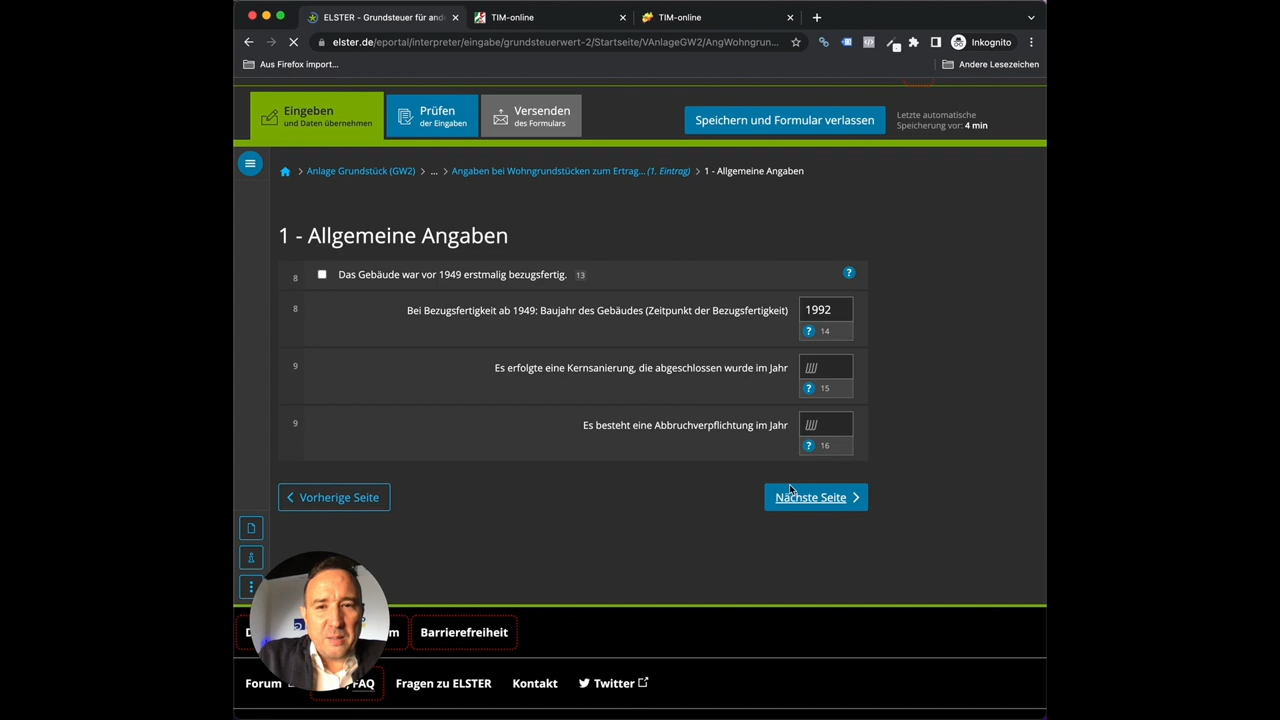 ELSTER - Grundsteuer für and
TIM-online
TIM-online
elster.de/eportal/interpreter/eingabe/grundsteuerwert-2/Startseite/VAnlageGW2/AngWohngrun...
Inkognito
Aus Firefox import...
Andere Lesezeichen
Eingeben
und Daten übernehmen
Prüfen
der Eingaben
Versenden
des Formulars
Speichern und Formular verlassen
Letzte automatische
Speicherung vor: 4 min
Anlage Grundstück (GW2) > ... > Angaben bei Wohngrundstücken zum Ertrag... (1. Eintrag) > 1 - Allgemeine Angaben
1 - Allgemeine Angaben
8 Das Gebäude war vor 1949 erstmalig bezugsfertig. 13 ?
8 Bei Bezugsfertigkeit ab 1949: Baujahr des Gebäudes (Zeitpunkt der Bezugsfertigkeit) 1992
? 14
9 Es erfolgte eine Kernsanierung, die abgeschlossen wurde im Jahr JJJJ
? 15
9 Es besteht eine Abbruchverpflichtung im Jahr JJJJ
? 16
Vorherige Seite
Nächste Seite
Barrierefreiheit
Forum
FAQ
Fragen zu ELSTER
Kontakt
Twitter